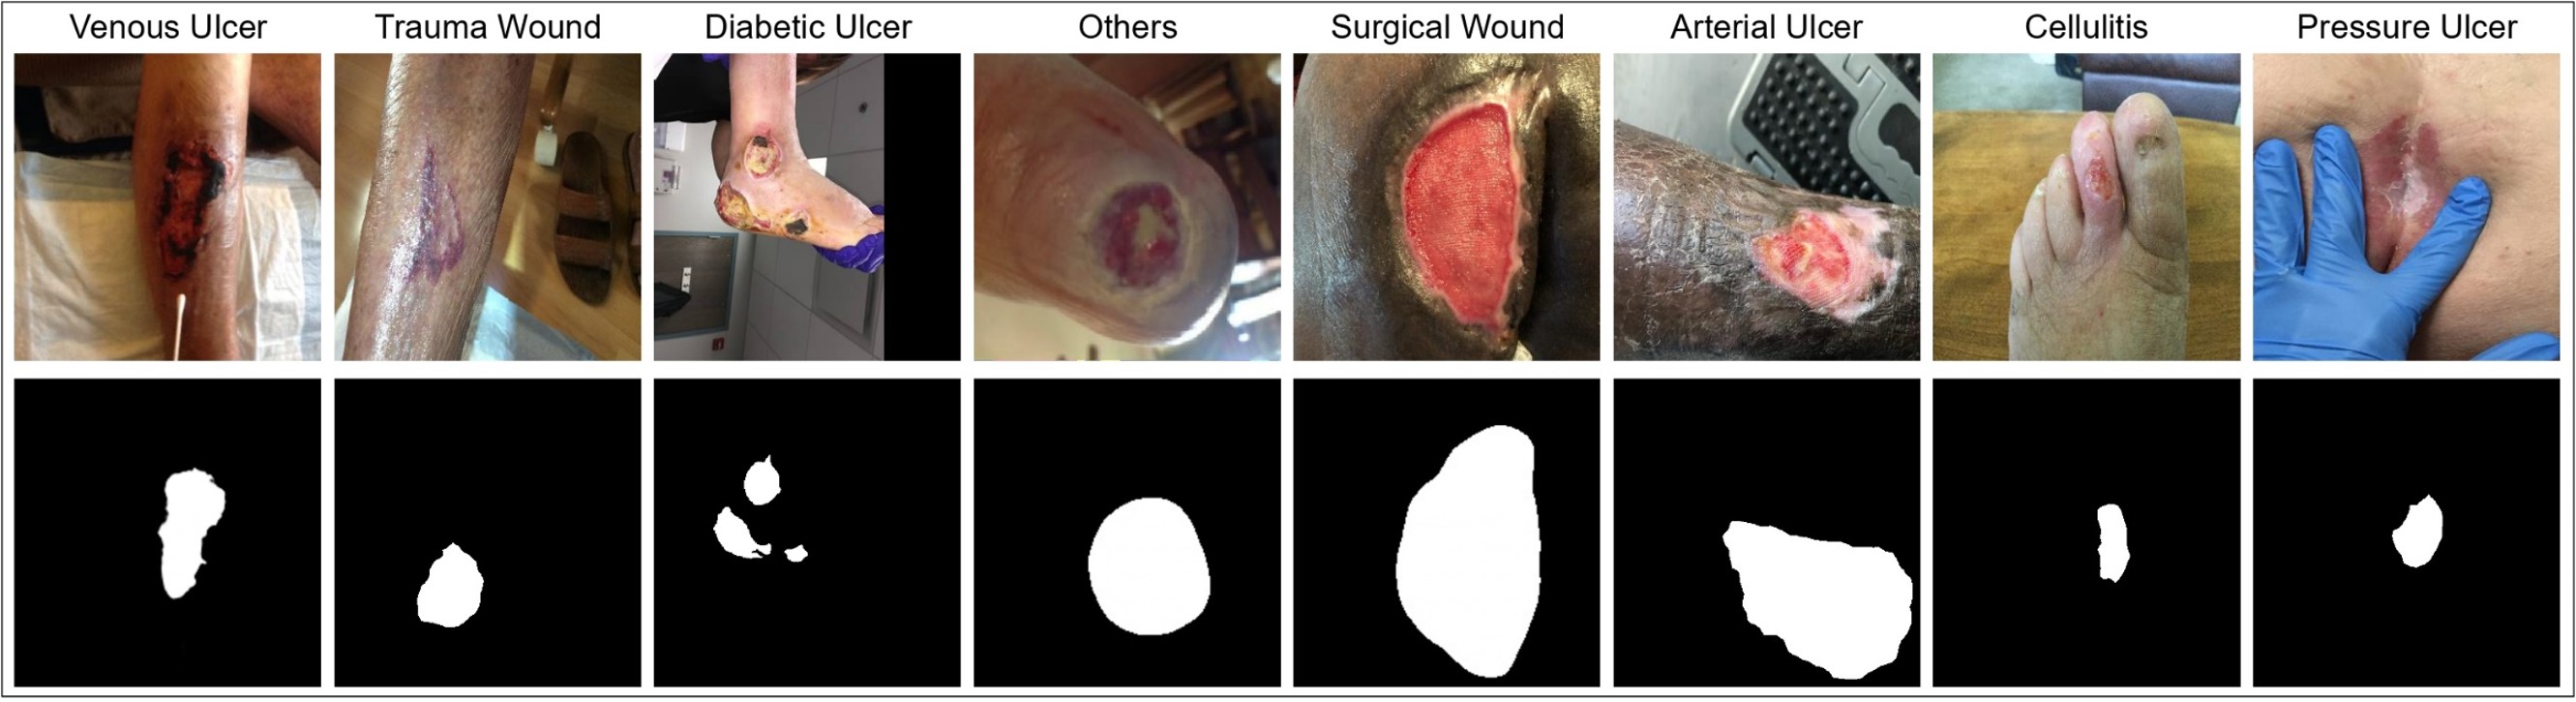 Venous Ulcer
Trauma Wound
Diabetic Ulcer
Others
Surgical Wound
Arterial Ulcer
Cellulitis
Pressure Ulcer